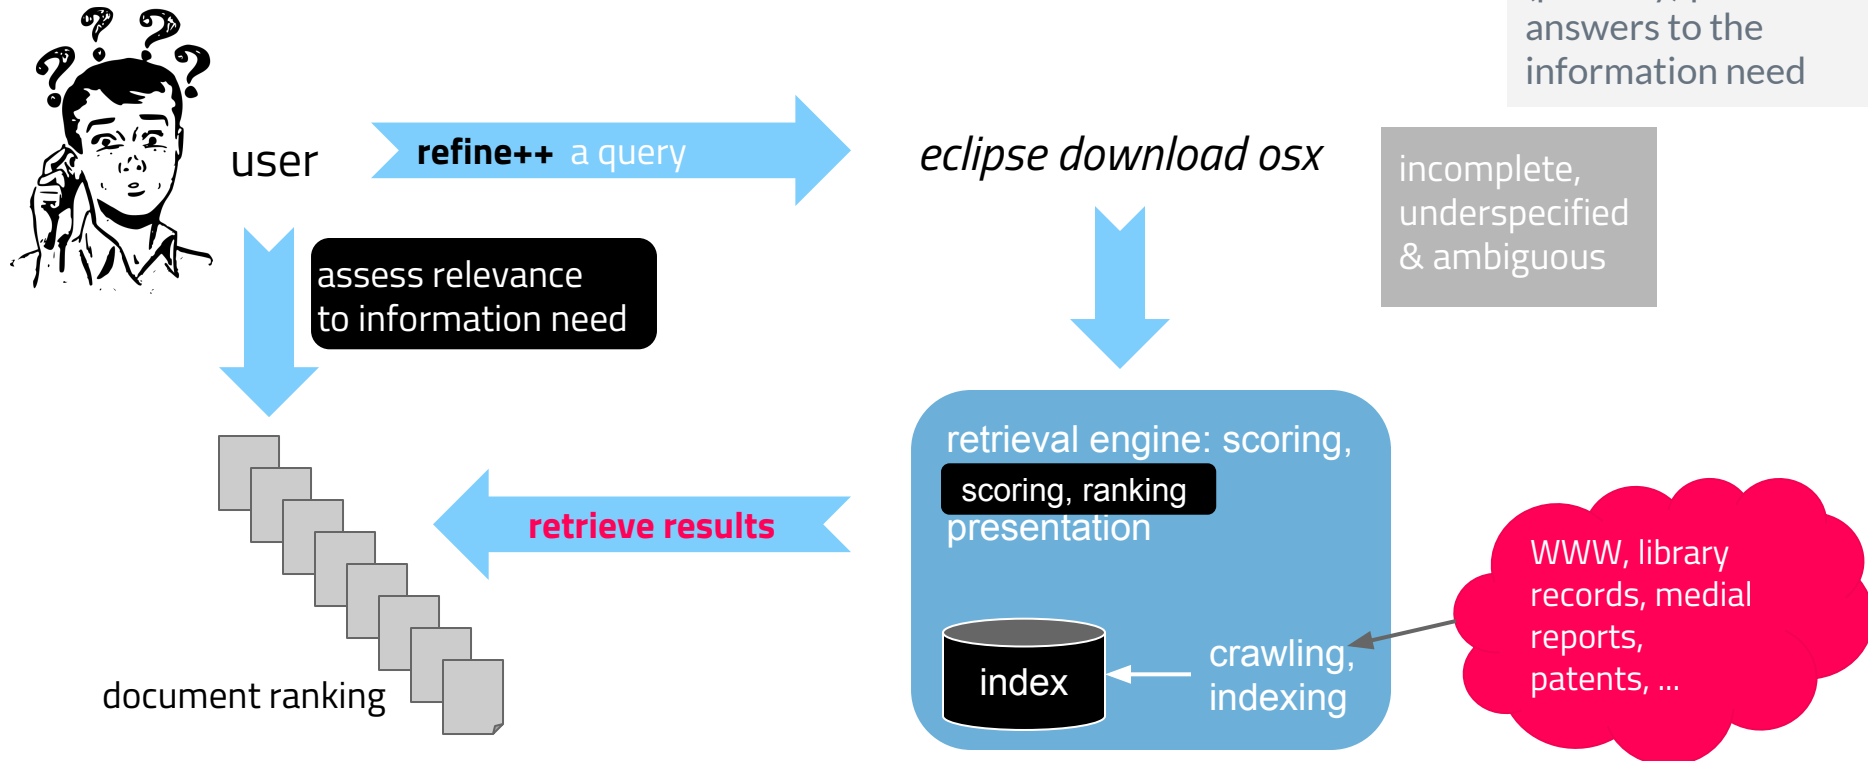 answers to the
information need
user
refine++ a query
eclipse download osx
incomplete,
underspecified
& ambiguous
assess relevance
to information need
retrieval engine: scoring,
scoring, ranking
presentation
retrieve results
WWW, library
records, medial
reports,
patents, ...
crawling,
indexing
index
document ranking